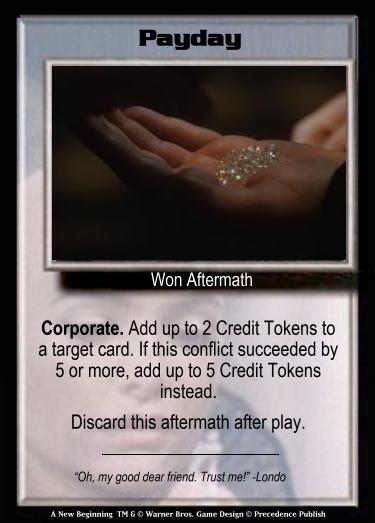 Payday
Won Aftermath
Corporate. Add up to 2 Credit Tokens to
a target card. If this conflict succeeded by
5 or more, add up to 5 Credit Tokens
instead.
Discard this aftermath after play.
"Oh, my good dear friend. Trust me!" -Londo
A New Beginning TM & © Warner Bros. Game Design © Precedence Publish